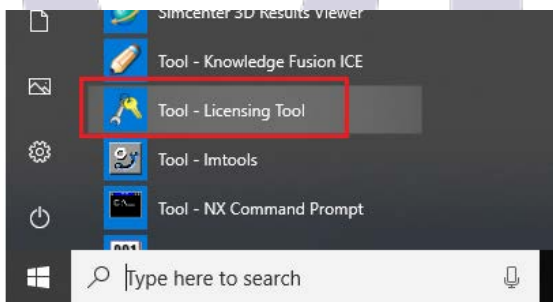 Simcenter 3D Results Viewer
Tool - Knowledge Fusion ICE
Tool - Licensing Tool
Tool - lmtools
Tool - NX Command Prompt
Type here to search